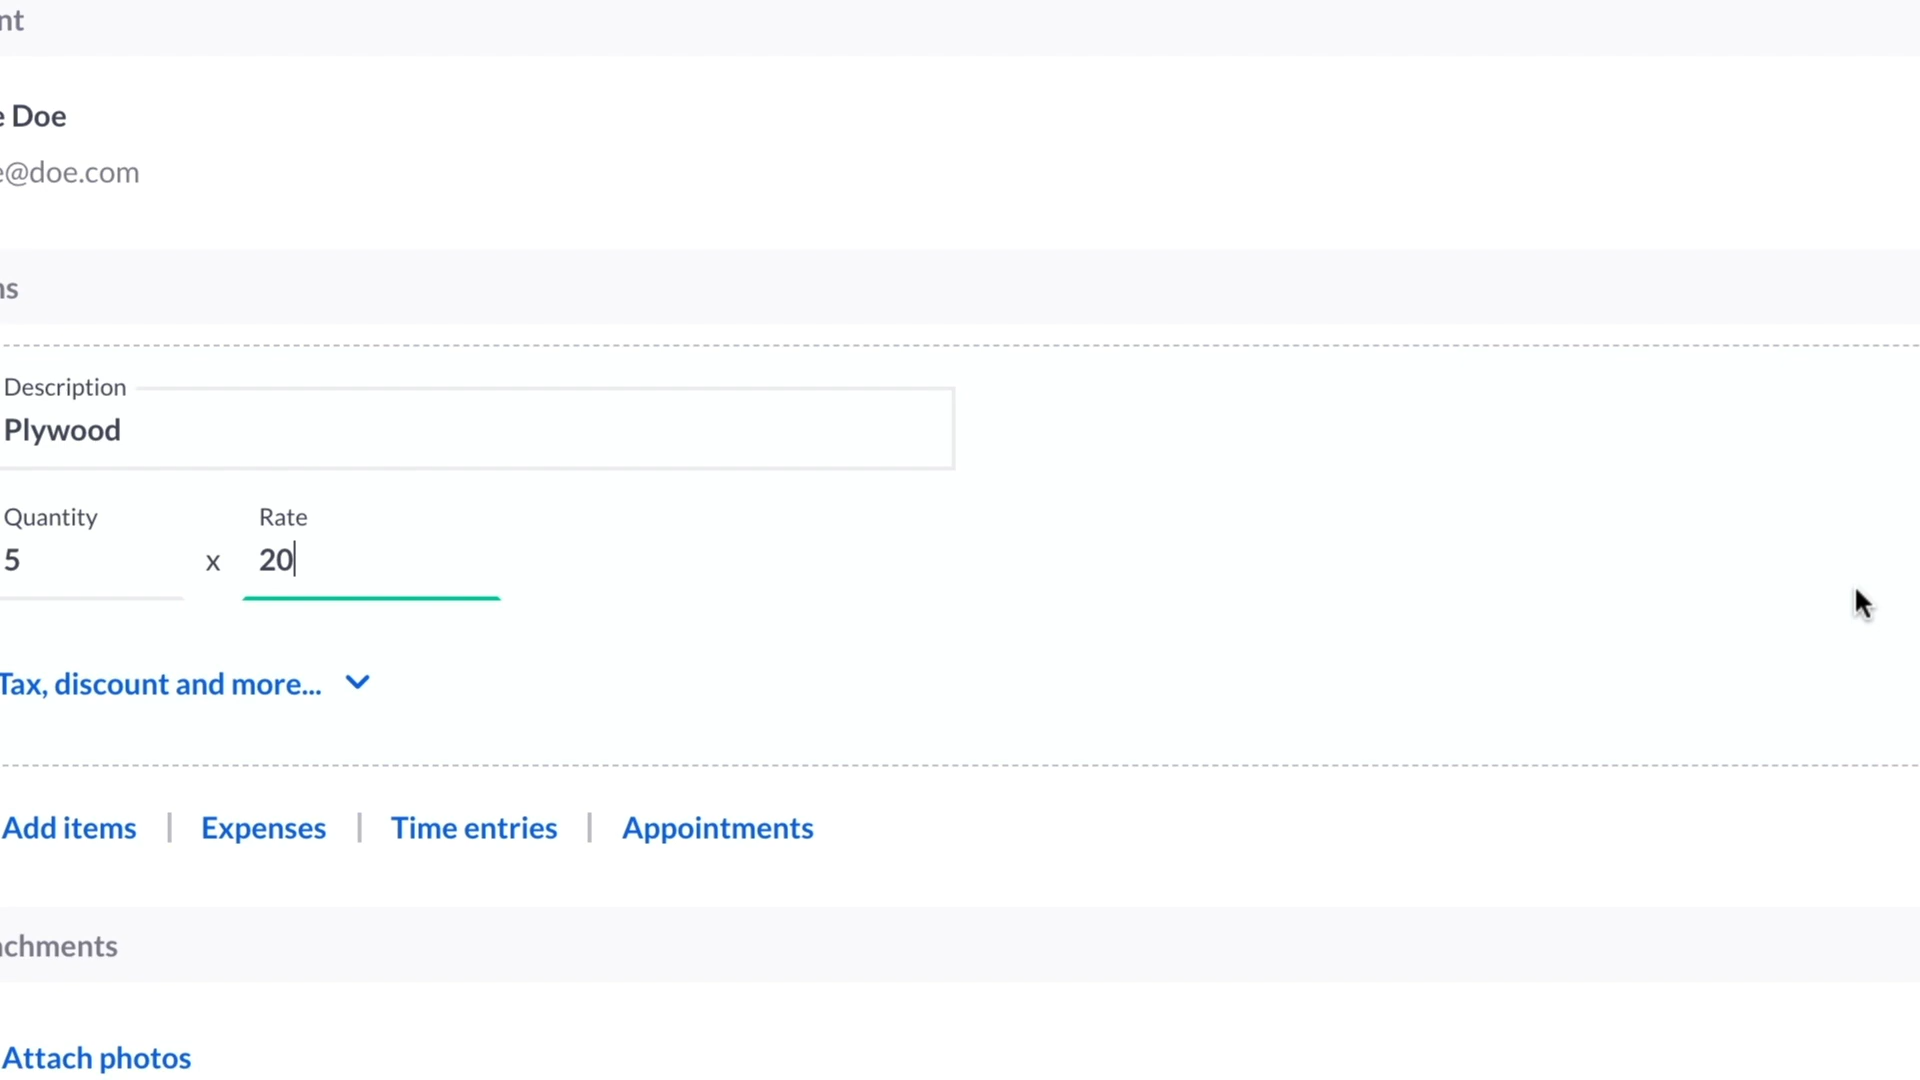 nt
e Doe
e@doe.com
ns
Description
Plywood
Quantity Rate
5 x 20
Tax, discount and more...
Add items | Expenses | Time entries | Appointments
achments
Attach photos